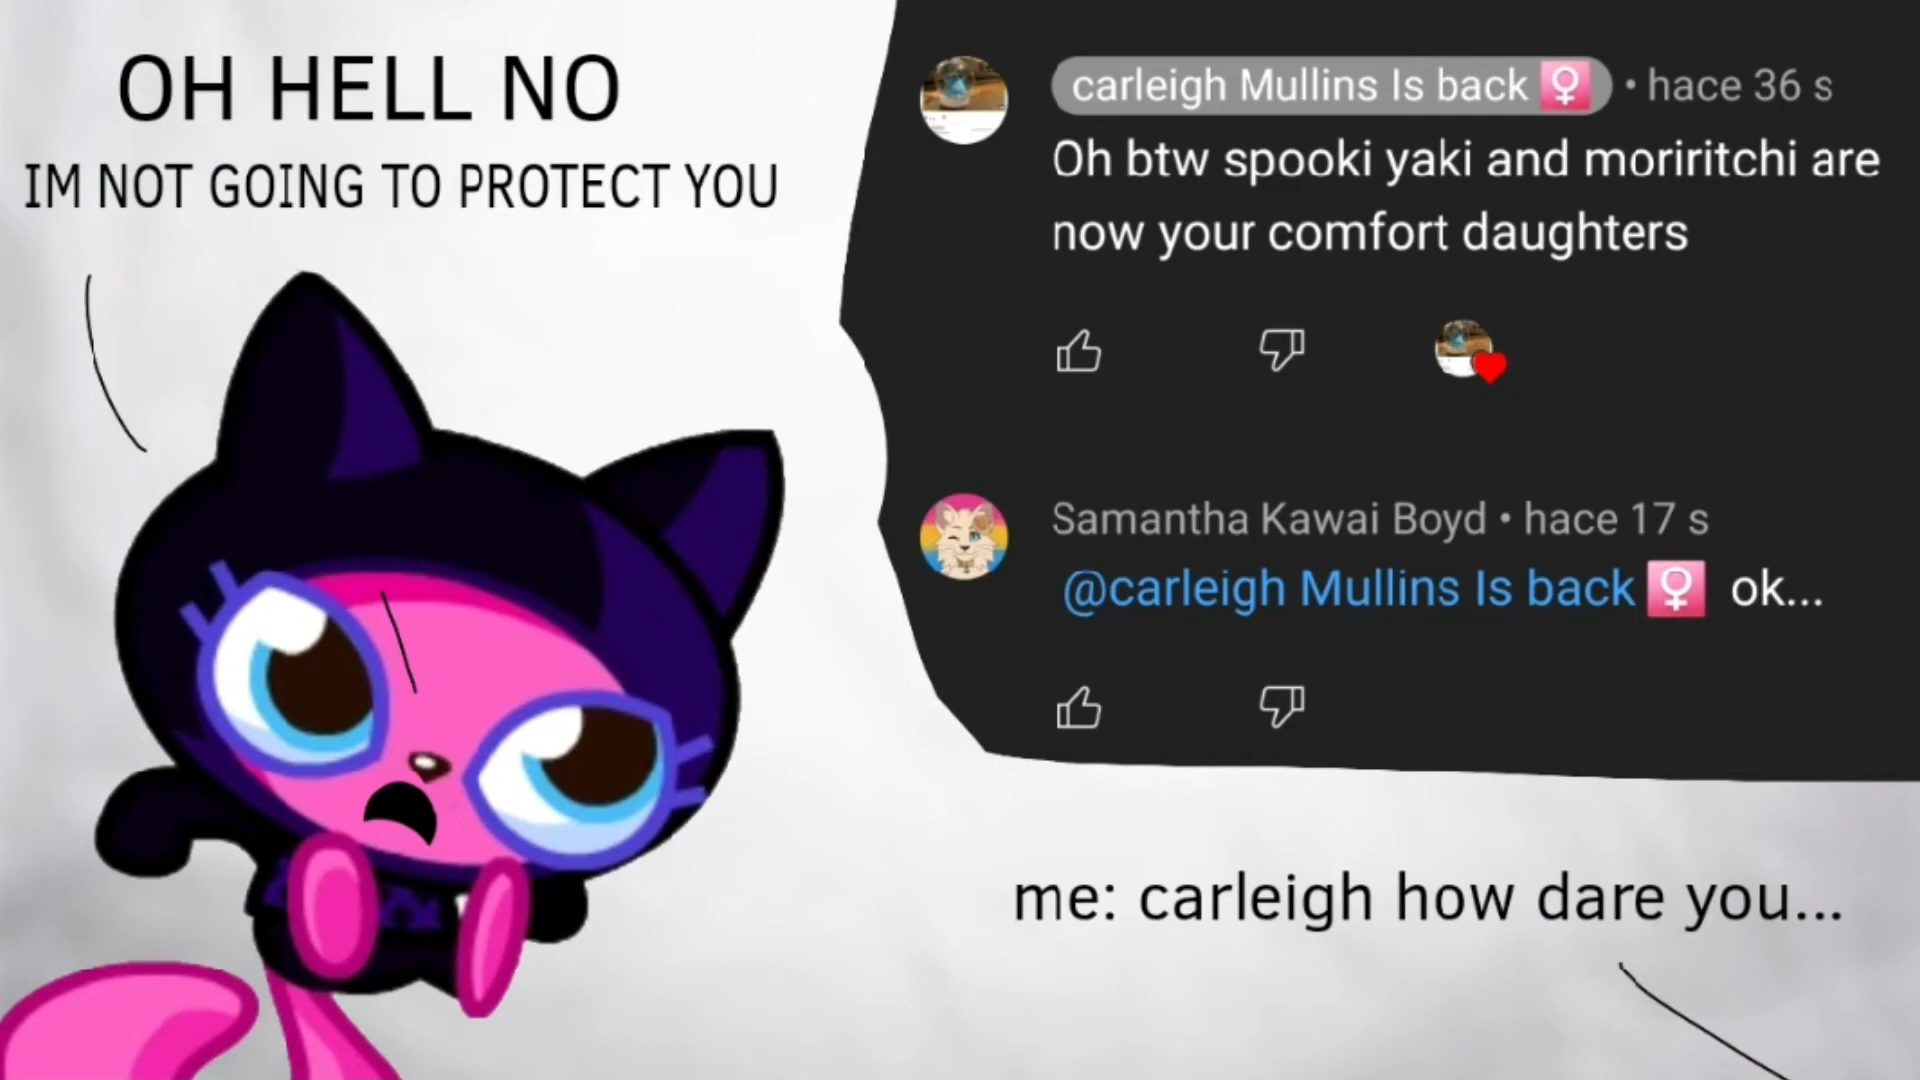 OH HELL NO
IM NOT GOING TO PROTECT YOU
carleigh Mullins Is back ♀ • hace 36 s
Oh btw spooki yaki and moriritchi are
now your comfort daughters
Samantha Kawai Boyd • hace 17 s
@carleigh Mullins Is back ♀ ok...
me: carleigh how dare you...